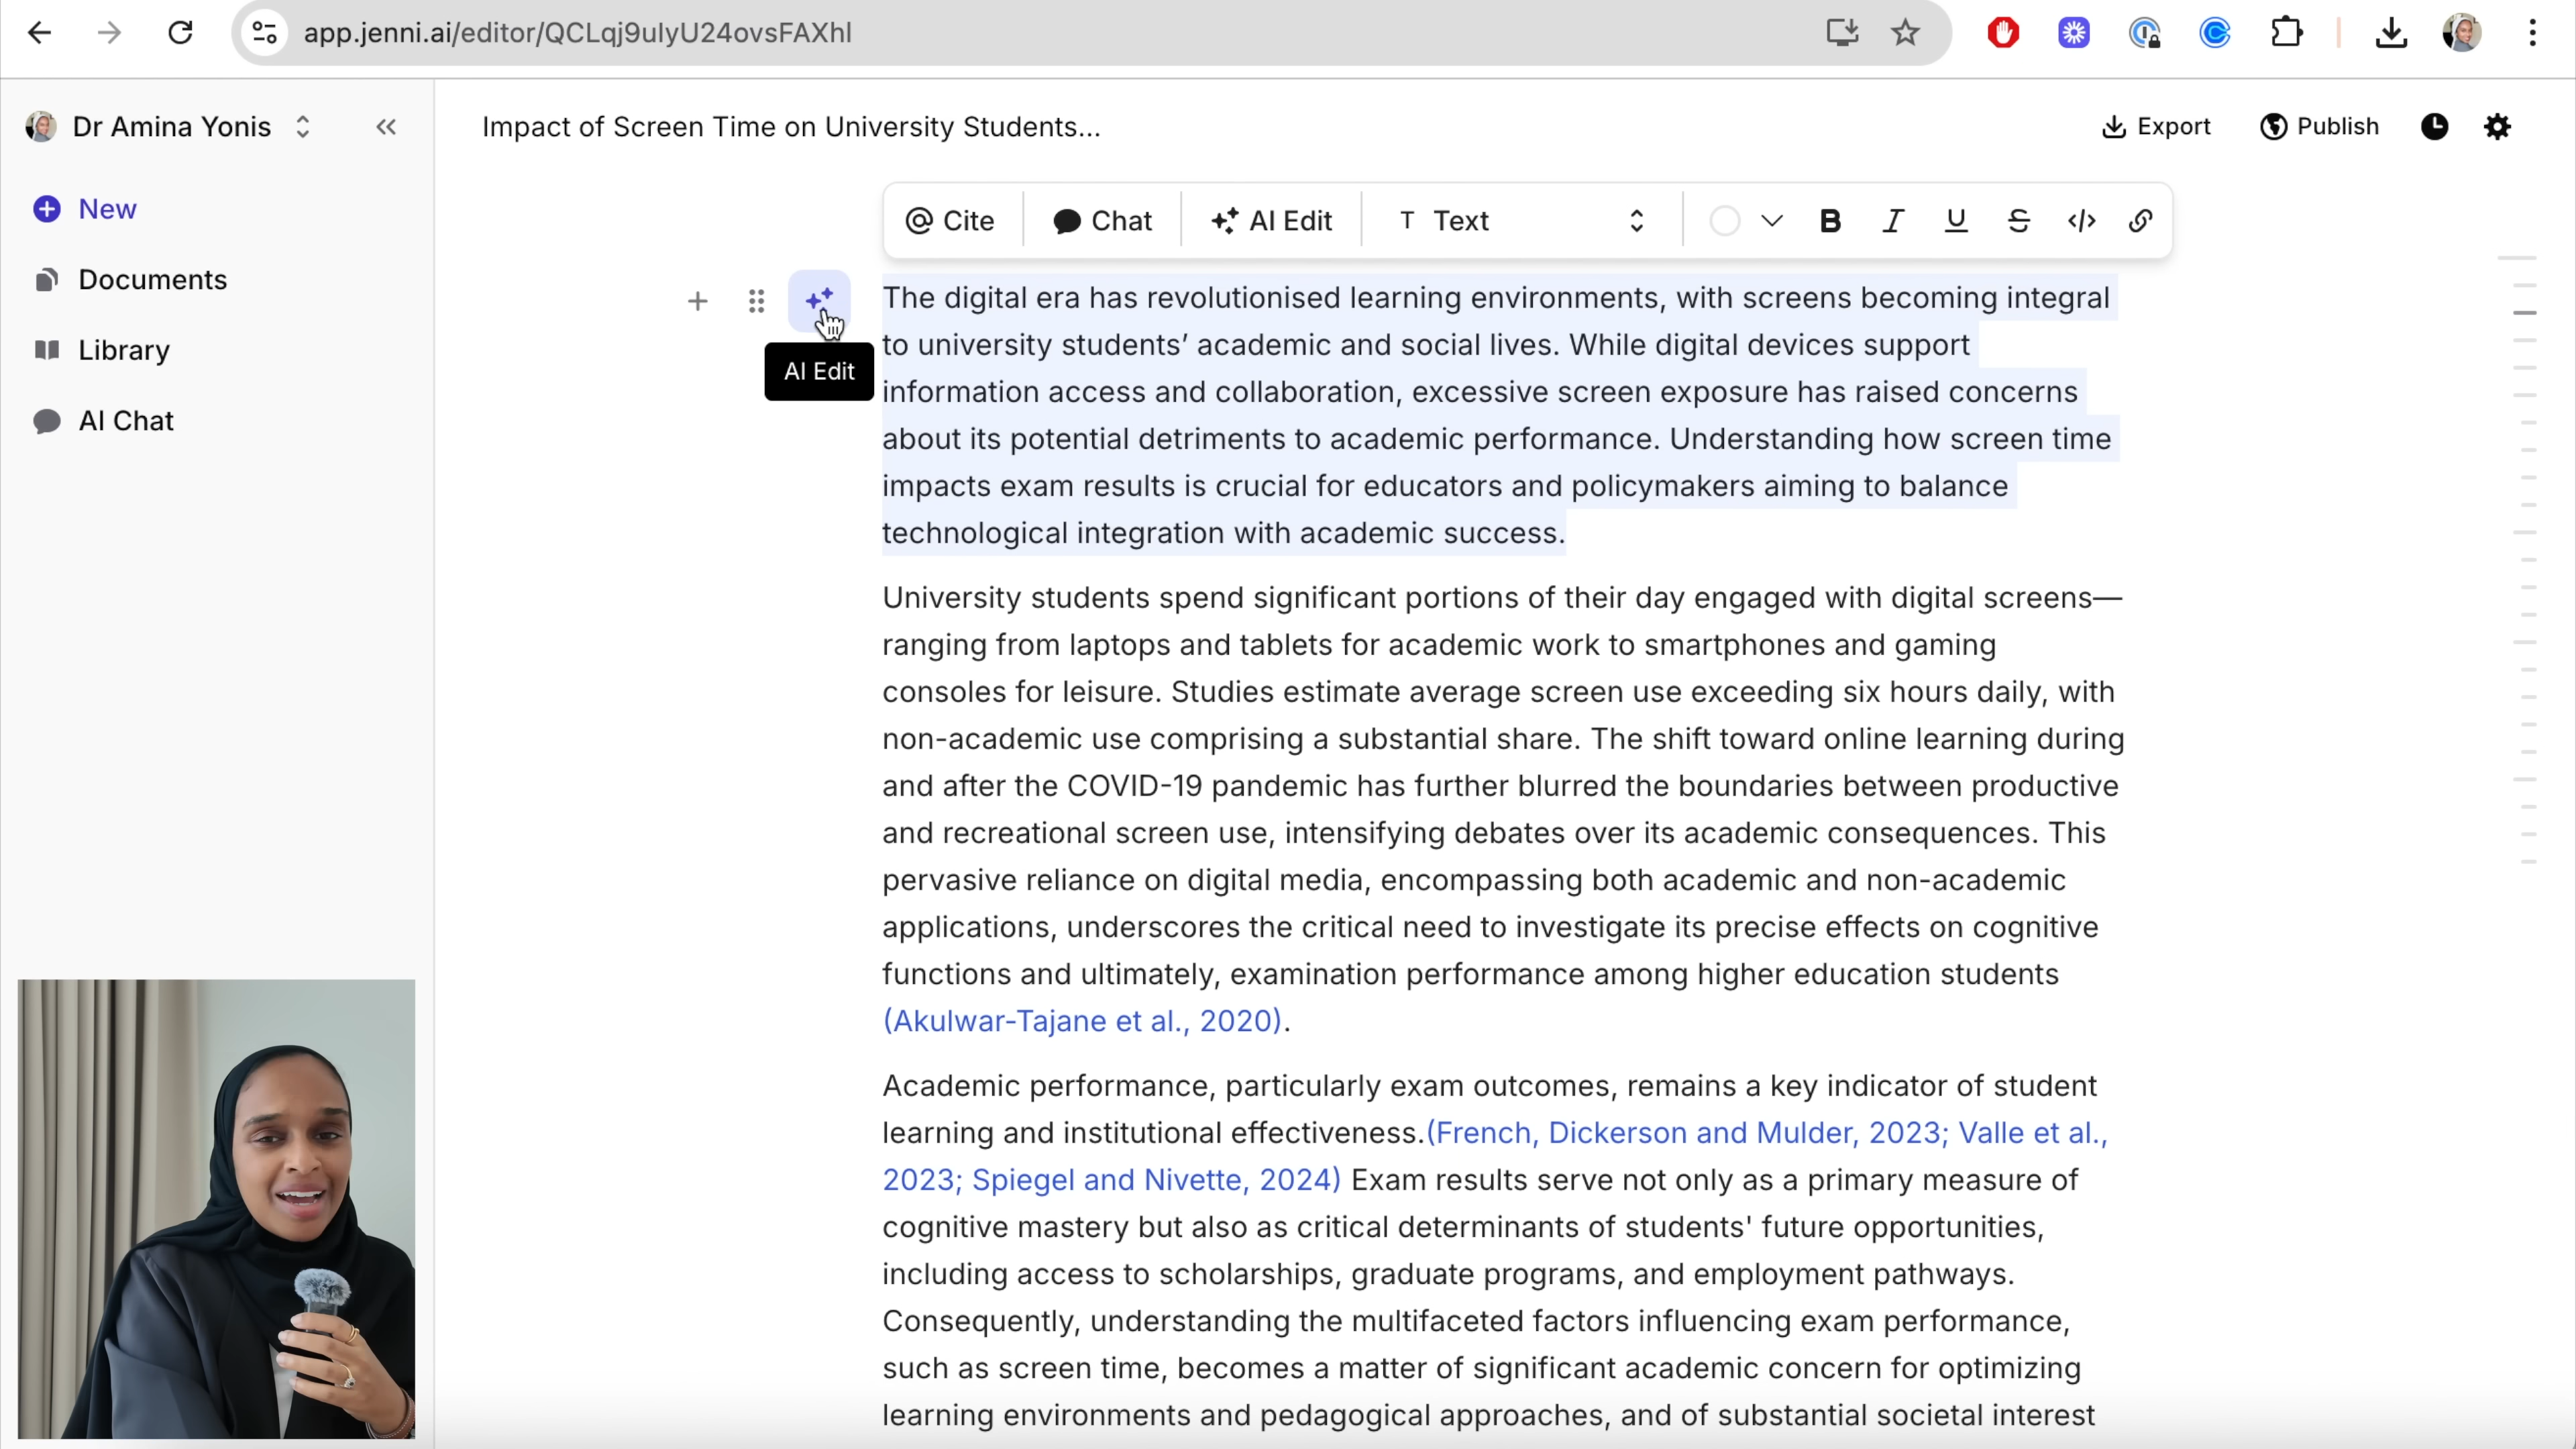 app.jenni.ai/editor/QCLqj9ulyU24ovsFAXhl
Dr Amina Yonis
New
Documents
Library
AI Chat
Impact of Screen Time on University Students...
Export
Publish
Cite
Chat
AI Edit
T Text
B I U S </>
AI Edit
The digital era has revolutionised learning environments, with screens becoming integral
to university students’ academic and social lives. While digital devices support
information access and collaboration, excessive screen exposure has raised concerns
about its potential detriments to academic performance. Understanding how screen time
impacts exam results is crucial for educators and policymakers aiming to balance
technological integration with academic success.
University students spend significant portions of their day engaged with digital screens—
ranging from laptops and tablets for academic work to smartphones and gaming
consoles for leisure. Studies estimate average screen use exceeding six hours daily, with
non-academic use comprising a substantial share. The shift toward online learning during
and after the COVID-19 pandemic has further blurred the boundaries between productive
and recreational screen use, intensifying debates over its academic consequences. This
pervasive reliance on digital media, encompassing both academic and non-academic
applications, underscores the critical need to investigate its precise effects on cognitive
functions and ultimately, examination performance among higher education students
(Akulwar-Tajane et al., 2020).
Academic performance, particularly exam outcomes, remains a key indicator of student
learning and institutional effectiveness.(French, Dickerson and Mulder, 2023; Valle et al.,
2023; Spiegel and Nivette, 2024) Exam results serve not only as a primary measure of
cognitive mastery but also as critical determinants of students' future opportunities,
including access to scholarships, graduate programs, and employment pathways.
Consequently, understanding the multifaceted factors influencing exam performance,
such as screen time, becomes a matter of significant academic concern for optimizing
learning environments and pedagogical approaches, and of substantial societal interest